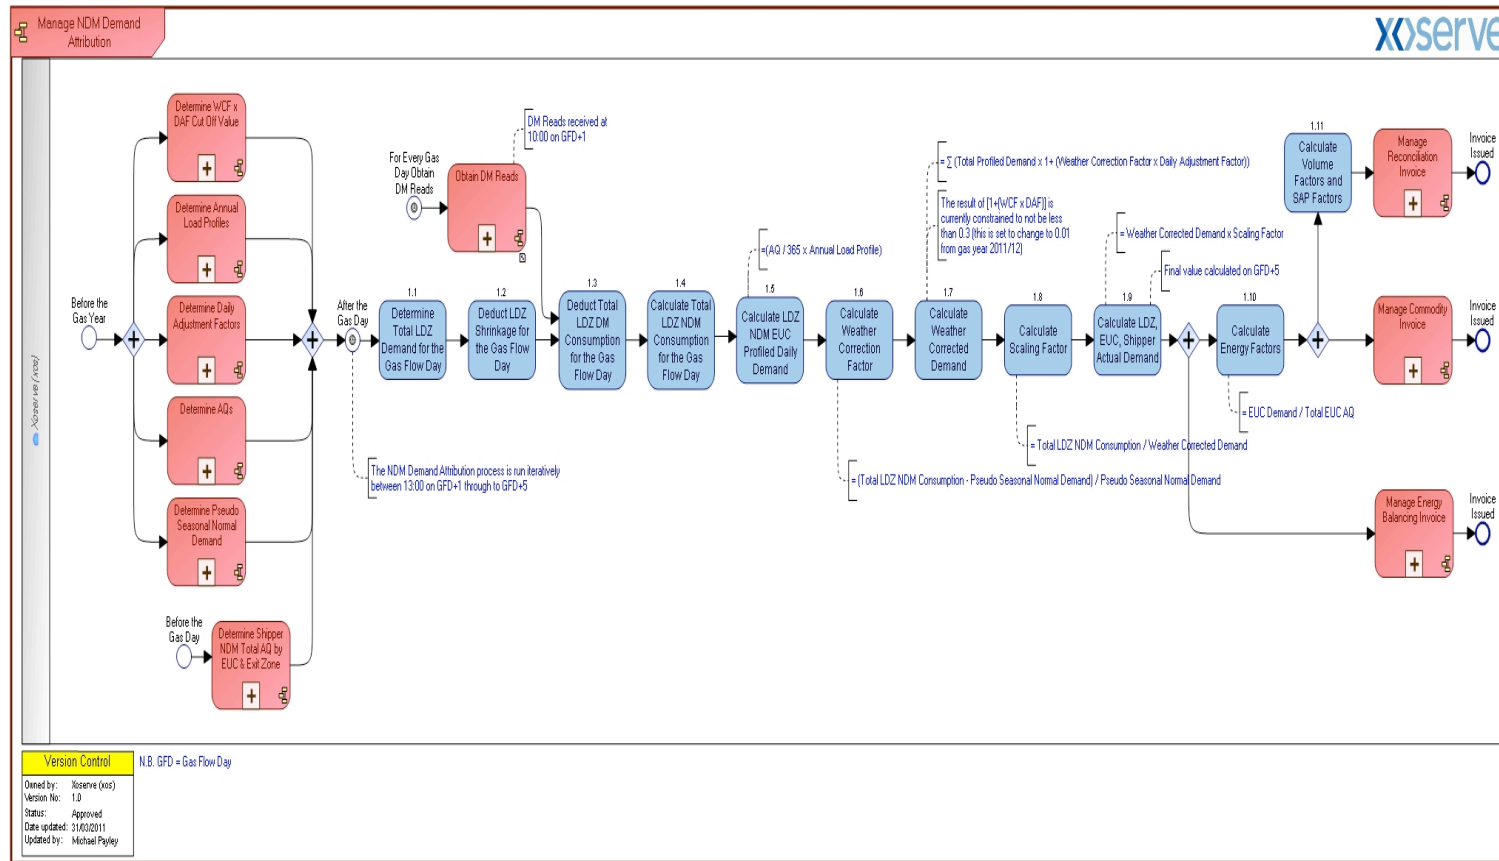 Manage NDM Demand
Attribution
xoserve
Xoserve (xos)
Before the
Gas Year
Determine WCF x
DAF Cut Off Value
Determine Annual
Load Profiles
Determine Daily
Adjustment Factors
Determine AQs
Determine Pseudo
Seasonal Normal
Demand
Before the
Gas Day
Determine Shipper
NDM Total AQ by
EUC & Exit Zone
After the
Gas Day
The NDM Demand Attribution process is run iteratively
between 13:00 on GFD+1 through to GFD+5
For Every Gas
Day Obtain
DM Reads
Obtain DM Reads
DM Reads received at
10:00 on GFD+1
1.1
Determine
Total LDZ
Demand for the
Gas Flow Day
1.2
Deduct LDZ
Shrinkage for
the Gas Flow
Day
1.3
Deduct Total
LDZ DM
Consumption
for the Gas
Flow Day
1.4
Calculate Total
LDZ NDM
Consumption
for the Gas
Flow Day
=(AQ / 365 x Annual Load Profile)
1.5
Calculate LDZ
NDM EUC
Profiled Daily
Demand
1.6
Calculate
Weather
Correction
Factor
= (Total LDZ NDM Consumption - Pseudo Seasonal Normal Demand) / Pseudo Seasonal Normal Demand
= ∑ (Total Profiled Demand x 1+ (Weather Correction Factor x Daily Adjustment Factor))
The result of [1+(WCF x DAF)] is
currently constrained to not be less
than 0.3 (this is set to change to 0.01
from gas year 2011/12)
1.7
Calculate
Weather
Corrected
Demand
1.8
Calculate
Scaling Factor
= Total LDZ NDM Consumption / Weather Corrected Demand
= Weather Corrected Demand x Scaling Factor
Final value calculated on GFD+5
1.9
Calculate LDZ,
EUC, Shipper
Actual Demand
1.10
Calculate
Energy Factors
= EUC Demand / Total EUC AQ
1.11
Calculate
Volume
Factors and
SAP Factors
Manage
Reconciliation
Invoice
Invoice
Issued
Manage Commodity
Invoice
Invoice
Issued
Manage Energy
Balancing Invoice
Invoice
Issued
Version Control
Owned by: Xoserve (xos)
Version No: 1.0
Status: Approved
Date updated: 31/03/2011
Updated by: Michael Payley
N.B. GFD = Gas Flow Day